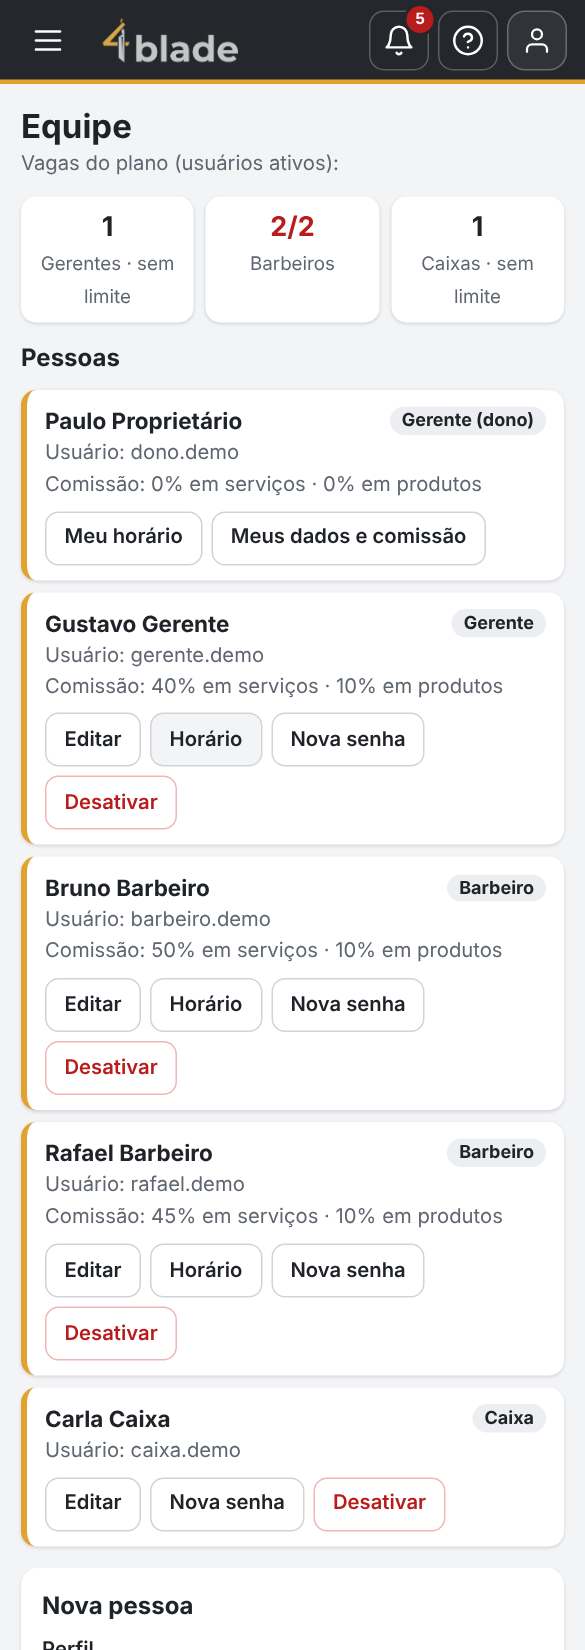 4blade
5
Equipe
Vagas do plano (usuários ativos):
1
Gerentes · sem
limite
2/2
Barbeiros
1
Caixas · sem
limite
Pessoas
Paulo Proprietário
Gerente (dono)
Usuário: dono.demo
Comissão: 0% em serviços · 0% em produtos
Meu horário
Meus dados e comissão
Gustavo Gerente
Gerente
Usuário: gerente.demo
Comissão: 40% em serviços · 10% em produtos
Editar
Horário
Nova senha
Desativar
Bruno Barbeiro
Barbeiro
Usuário: barbeiro.demo
Comissão: 50% em serviços · 10% em produtos
Editar
Horário
Nova senha
Desativar
Rafael Barbeiro
Barbeiro
Usuário: rafael.demo
Comissão: 45% em serviços · 10% em produtos
Editar
Horário
Nova senha
Desativar
Carla Caixa
Caixa
Usuário: caixa.demo
Editar
Nova senha
Desativar
Nova pessoa
Perfil